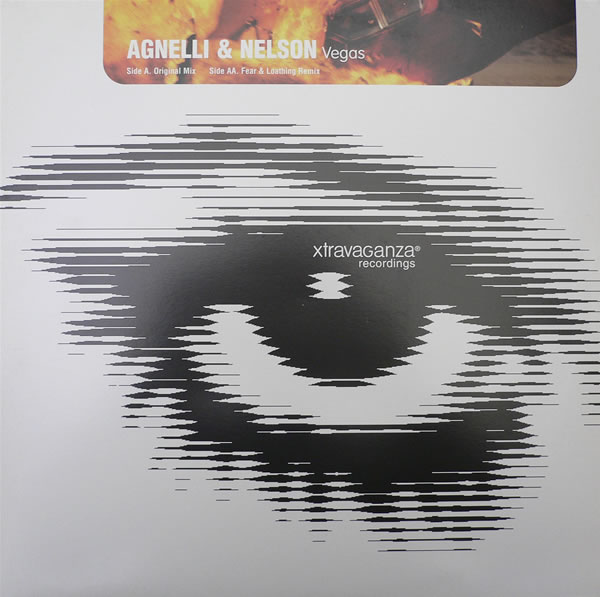 AGNELLI & NELSON Vegas
Side A. Original Mix Side AA. Fear & Loathing Remix
xtravaganza®
recordings